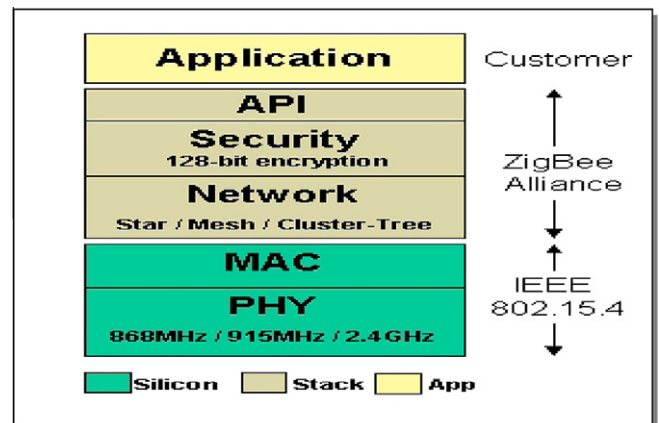 Application
Customer
API
Security
128-bit encryption
ZigBee
Alliance
Network
Star / Mesh / Cluster-Tree
MAC
IEEE
802.15.4
PHY
868MHz / 915MHz / 2.4GHz
Silicon
Stack
App